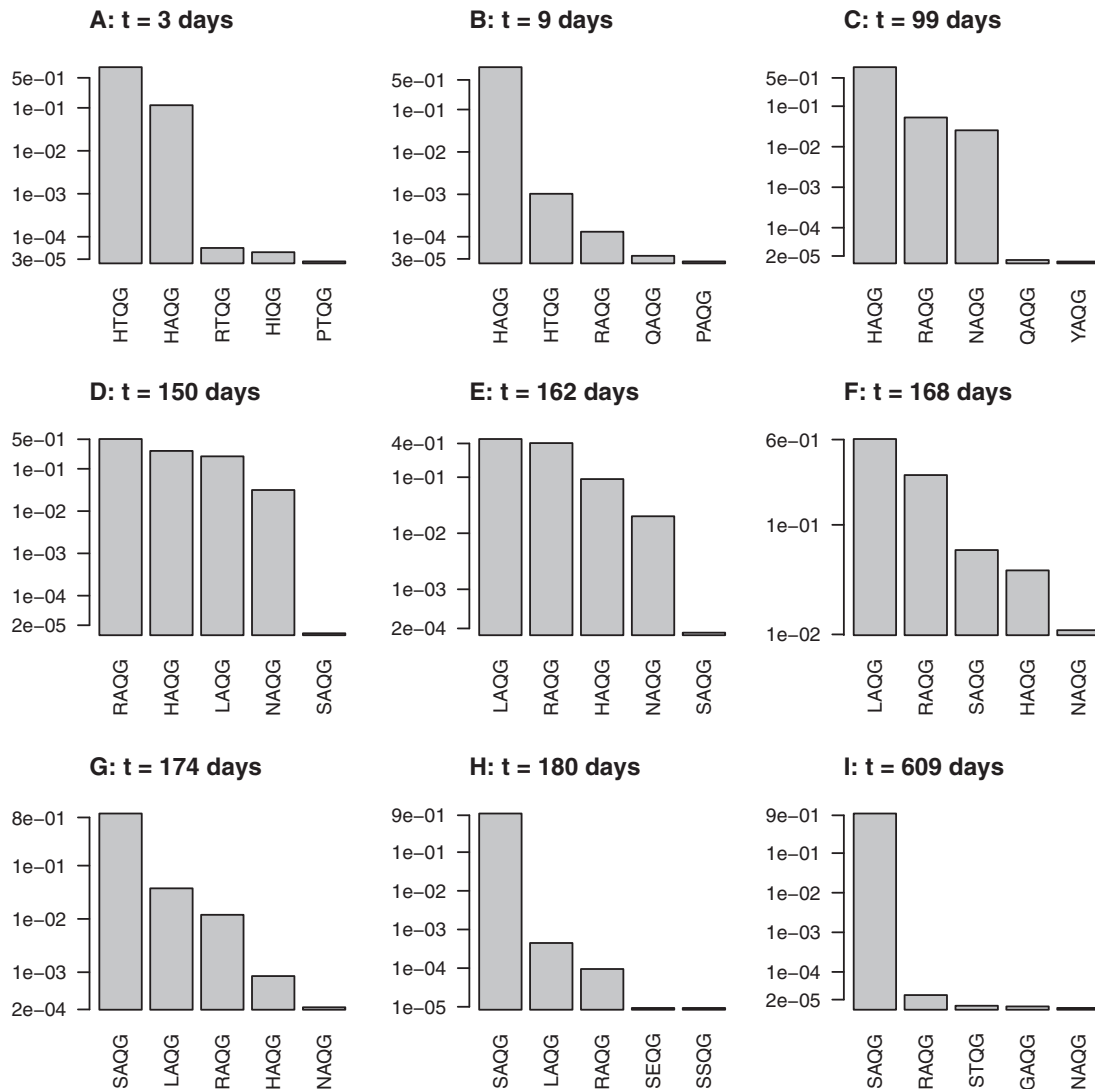 A: t = 3 days
5e−01
1e−01
1e−02
1e−03
1e−04
3e−05
HTQG
HAQG
RTQG
HIQG
PTQG
B: t = 9 days
5e−01
1e−01
1e−02
1e−03
1e−04
3e−05
HAQG
HTQG
RAQG
QAQG
PAQG
C: t = 99 days
5e−01
1e−01
1e−02
1e−03
1e−04
2e−05
HAQG
RAQG
NAQG
QAQG
YAQG
D: t = 150 days
5e−01
1e−01
1e−02
1e−03
1e−04
2e−05
RAQG
HAQG
LAQG
NAQG
SAQG
E: t = 162 days
4e−01
1e−01
1e−02
1e−03
2e−04
LAQG
RAQG
HAQG
NAQG
SAQG
F: t = 168 days
6e−01
1e−01
1e−02
LAQG
RAQG
SAQG
HAQG
NAQG
G: t = 174 days
8e−01
1e−01
1e−02
1e−03
2e−04
SAQG
LAQG
RAQG
HAQG
NAQG
H: t = 180 days
9e−01
1e−01
1e−02
1e−03
1e−04
1e−05
SAQG
LAQG
RAQG
SEQG
SSQG
I: t = 609 days
9e−01
1e−01
1e−02
1e−03
1e−04
2e−05
SAQG
RAQG
STQG
GAQG
NAQG